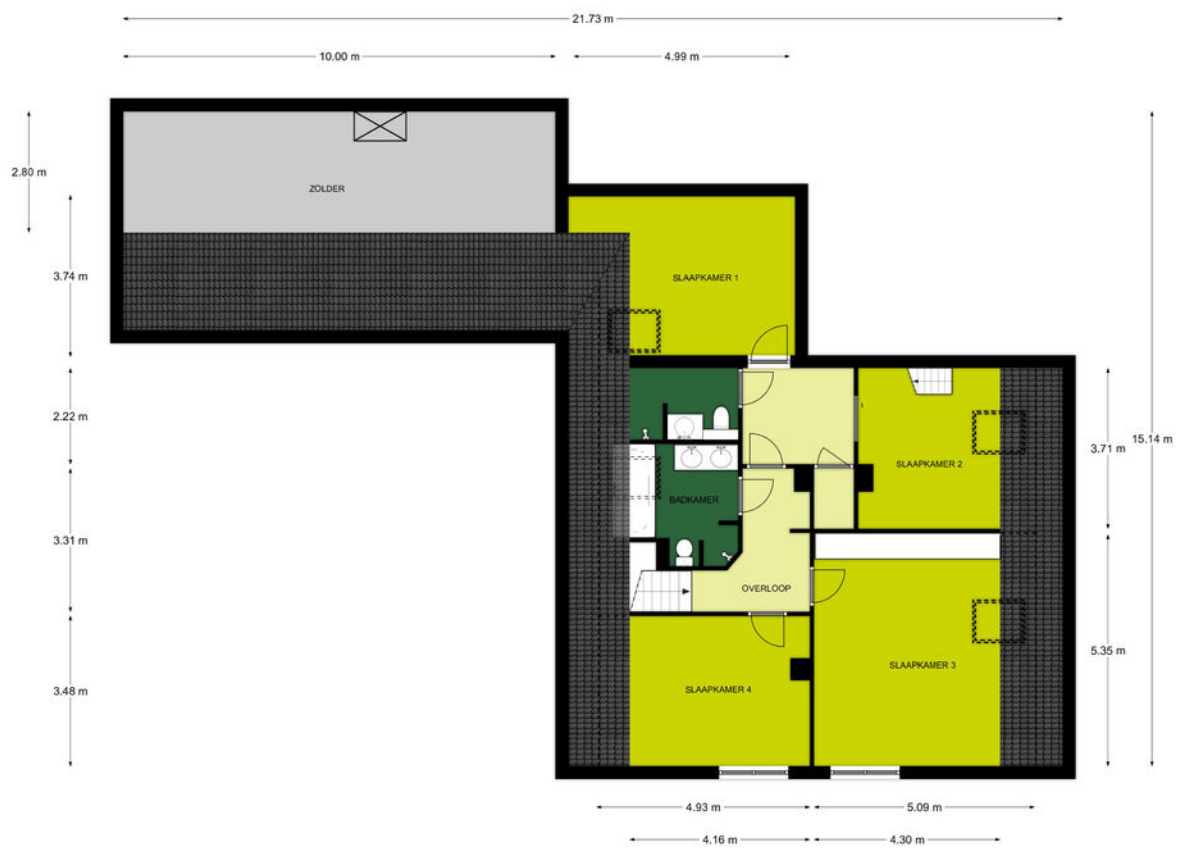 21.73 m
10.00 m
4.99 m
2.80 m
ZOLDER
3.74 m
SLAAPKAMER 1
2.22 m
3.71 m
15.14 m
SLAAPKAMER 2
BADKAMER
3.31 m
OVERLOOP
5.35 m
SLAAPKAMER 3
3.48 m
SLAAPKAMER 4
4.93 m
5.09 m
4.16 m
4.30 m